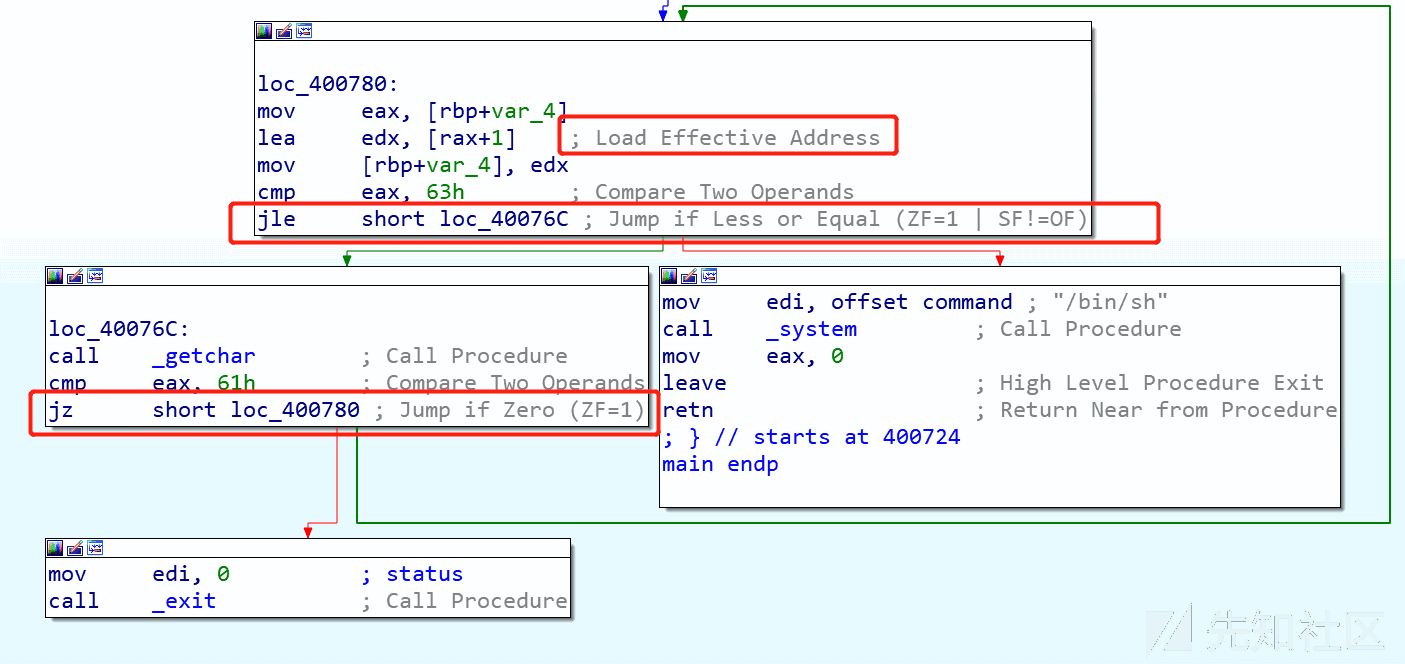 loc_400780:
mov eax, [rbp+var_4]
lea edx, [rax+1] ; Load Effective Address
mov [rbp+var_4], edx
cmp eax, 63h ; Compare Two Operands
jle short loc_40076C ; Jump if Less or Equal (ZF=1 | SF!=OF)
loc_40076C:
call _getchar ; Call Procedure
cmp eax, 61h ; Compare Two Operands
jz short loc_400780 ; Jump if Zero (ZF=1)
mov edi, offset command ; "/bin/sh"
call _system ; Call Procedure
mov eax, 0
leave ; High Level Procedure Exit
retn ; Return Near from Procedure
; } // starts at 400724
main endp
mov edi, 0 ; status
call _exit ; Call Procedure
先知社区